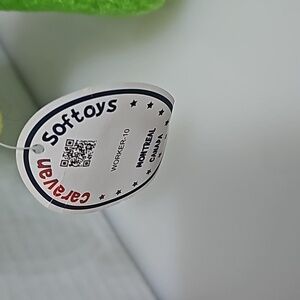 Softoys
caravan
WORKER-10
MONTREAL
CANADA